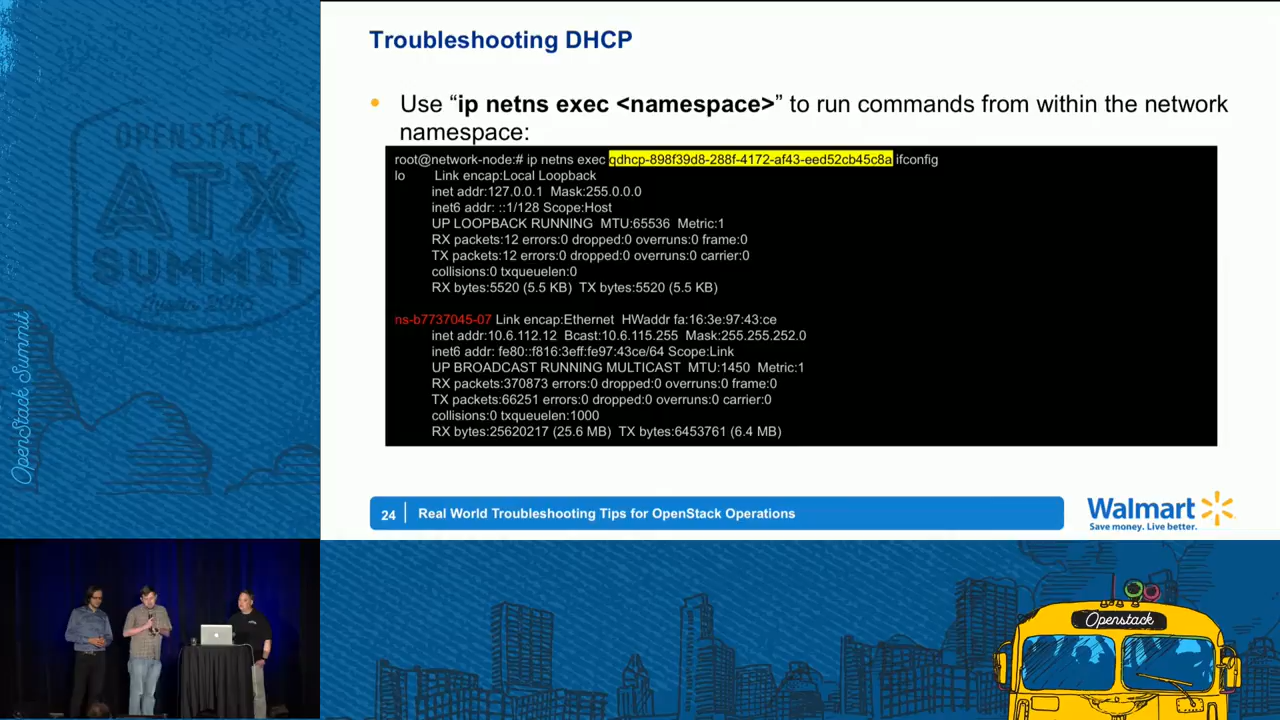 OPENSTACK
ATX
SUMMIT
OpenStack Summit
Troubleshooting DHCP
• Use “ip netns exec <namespace>” to run commands from within the network
namespace:
root@network-node:# ip netns exec qdhcp-898f39d8-288f-4172-af43-eed52cb45c8a ifconfig
lo Link encap:Local Loopback
inet addr:127.0.0.1 Mask:255.0.0.0
inet6 addr: ::1/128 Scope:Host
UP LOOPBACK RUNNING MTU:65536 Metric:1
RX packets:12 errors:0 dropped:0 overruns:0 frame:0
TX packets:12 errors:0 dropped:0 overruns:0 carrier:0
collisions:0 txqueuelen:0
RX bytes:5520 (5.5 KB) TX bytes:5520 (5.5 KB)
ns-b7737045-07 Link encap:Ethernet HWaddr fa:16:3e:97:43:ce
inet addr:10.6.112.12 Bcast:10.6.115.255 Mask:255.255.252.0
inet6 addr: fe80::f816:3eff:fe97:43ce/64 Scope:Link
UP BROADCAST RUNNING MULTICAST MTU:1450 Metric:1
RX packets:370873 errors:0 dropped:0 overruns:0 frame:0
TX packets:66251 errors:0 dropped:0 overruns:0 carrier:0
collisions:0 txqueuelen:1000
RX bytes:25620217 (25.6 MB) TX bytes:6453761 (6.4 MB)
24 Real World Troubleshooting Tips for OpenStack Operations
Walmart
Save money. Live better.
Openstack